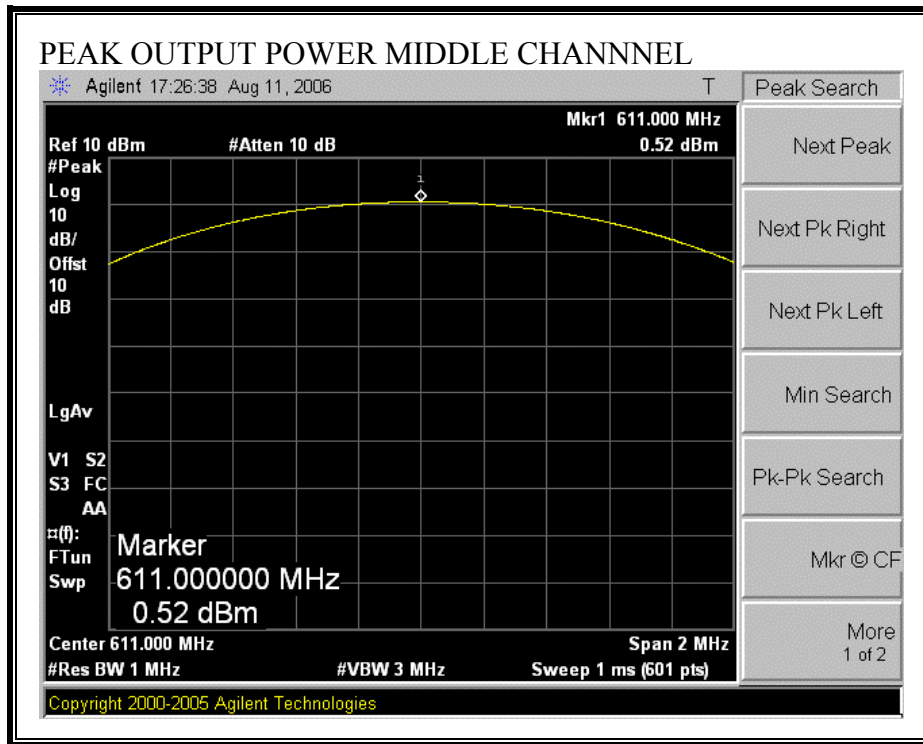 PEAK OUTPUT POWER MIDDLE CHANNNEL
Agilent 17:26:38 Aug 11, 2006 T
Peak Search
Mkr1 611.000 MHz
Ref 10 dBm #Atten 10 dB 0.52 dBm
#Peak
Log
10
dB/
Offst
10
dB
1
LgAv
V1 S2
S3 FC
AA
¤(f):
FTun
Swp
Marker
611.000000 MHz
0.52 dBm
Center 611.000 MHz Span 2 MHz
#Res BW 1 MHz #VBW 3 MHz Sweep 1 ms (601 pts)
Copyright 2000-2005 Agilent Technologies
Next Peak
Next Pk Right
Next Pk Left
Min Search
Pk-Pk Search
Mkr © CF
More
1 of 2